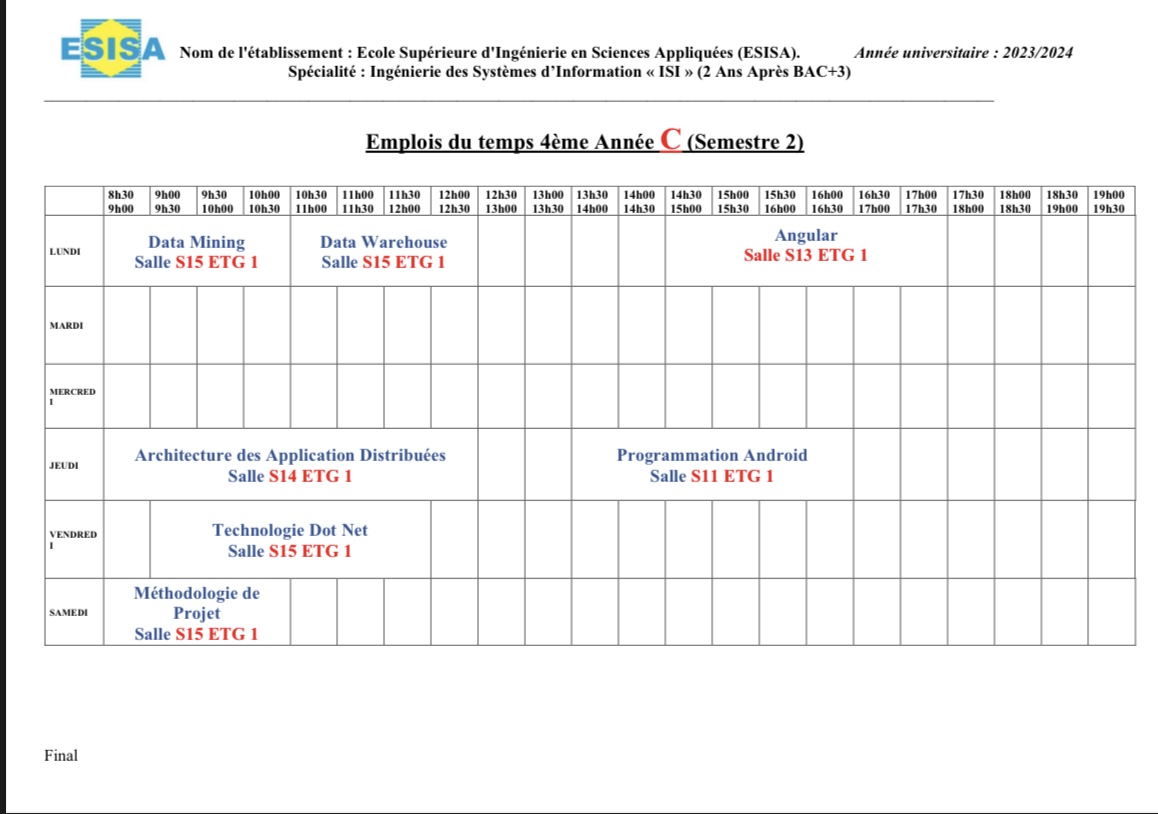 ESISA
Nom de l'établissement : Ecole Supérieure d'Ingénierie en Sciences Appliquées (ESISA). Année universitaire : 2023/2024
Spécialité : Ingénierie des Systèmes d'Information « ISI » (2 Ans Après BAC+3)
Emplois du temps 4ème Année C (Semestre 2)
8h30 9h00 9h30 10h00 10h30 11h00 11h30 12h00 12h30 13h00 13h30 14h00 14h30 15h00 15h30 16h00 16h30 17h00 17h30 18h00 18h30 19h00
9h00 9h30 10h00 10h30 11h00 11h30 12h00 12h30 13h00 13h30 14h00 14h30 15h00 15h30 16h00 16h30 17h00 17h30 18h00 18h30 19h00 19h30
LUNDI
Data Mining
Salle S15 ETG 1
Data Warehouse
Salle S15 ETG 1
Angular
Salle S13 ETG 1
MARDI
MERCRED
I
JEUDI
Architecture des Application Distribuées
Salle S14 ETG 1
Programmation Android
Salle S11 ETG 1
VENDRED
I
Technologie Dot Net
Salle S15 ETG 1
SAMEDI
Méthodologie de
Projet
Salle S15 ETG 1
Final